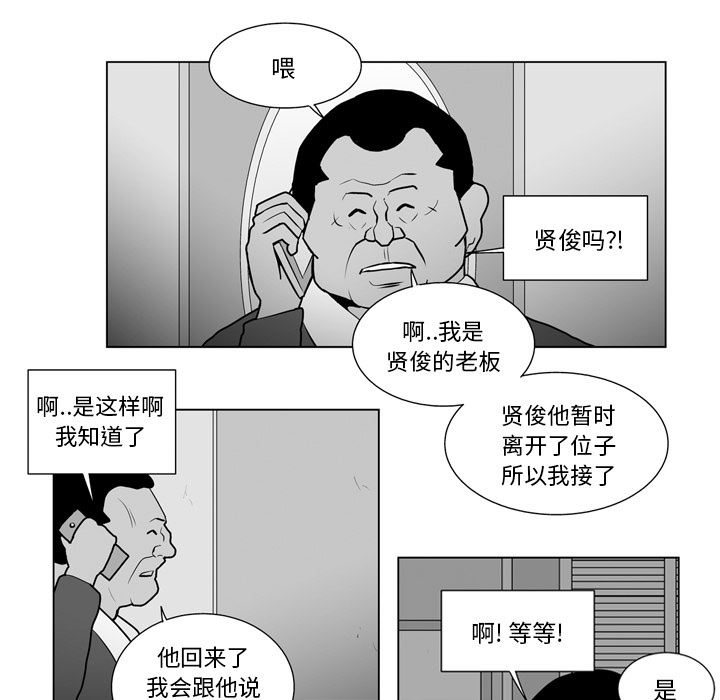 喂
贤俊吗?!
啊..我是
贤俊的老板
贤俊他暂时
离开了位子
所以我接了
啊..是这样啊
我知道了
他回来了
我会跟他说
啊! 等等!
是